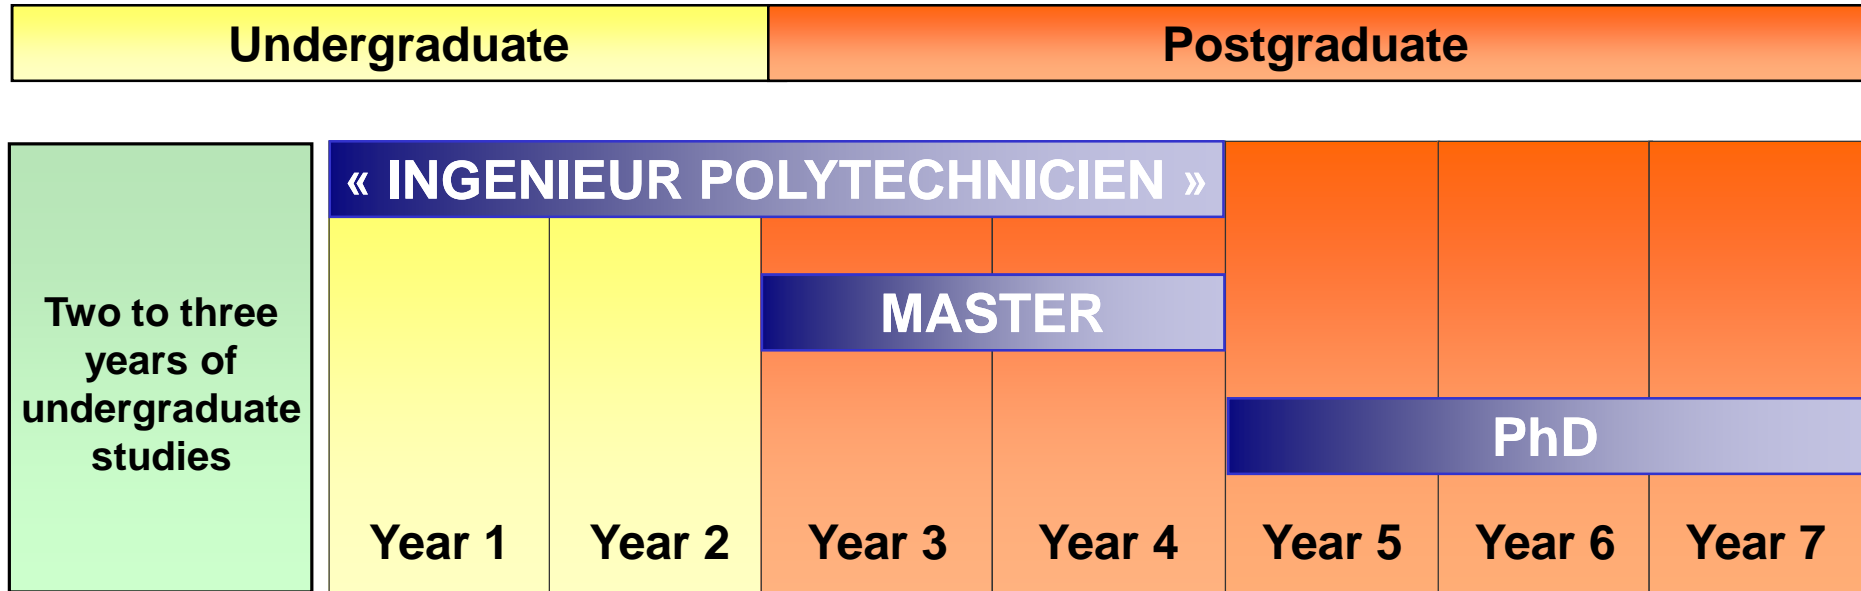 Undergraduate
Postgraduate
« INGENIEUR POLYTECHNICIEN »
MASTER
Two to three
years of
undergraduate
studies
PhD
Year 1
Year 2
Year 3
Year 4
Year 5
Year 6
Year 7